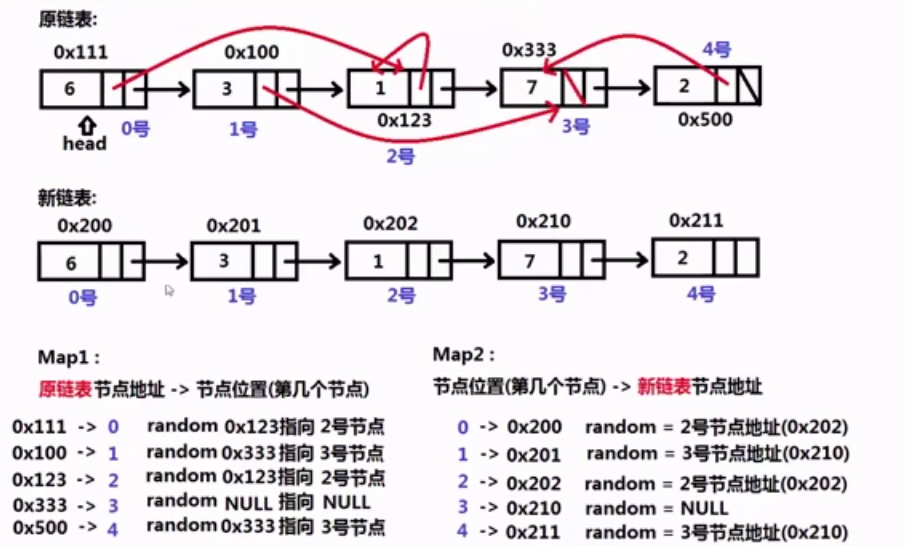 原链表:
0x111 0x100 0x333 4号
6 3 1 7 2
head 0号 1号 0x123 3号 0x500
2号
新链表:
0x200 0x201 0x202 0x210 0x211
6 3 1 7 2
0号 1号 2号 3号 4号
Map1 :
原链表节点地址 -> 节点位置(第几个节点)
0x111 -> 0 random 0x123指向 2号节点
0x100 -> 1 random 0x333指向 3号节点
0x123 -> 2 random 0x123指向 2号节点
0x333 -> 3 random NULL 指向 NULL
0x500 -> 4 random 0x333指向 3号节点
Map2 :
节点位置(第几个节点) -> 新链表节点地址
0 -> 0x200 random = 2号节点地址(0x202)
1 -> 0x201 random = 3号节点地址(0x210)
2 -> 0x202 random = 2号节点地址(0x202)
3 -> 0x210 random = NULL
4 -> 0x211 random = 3号节点地址(0x210)